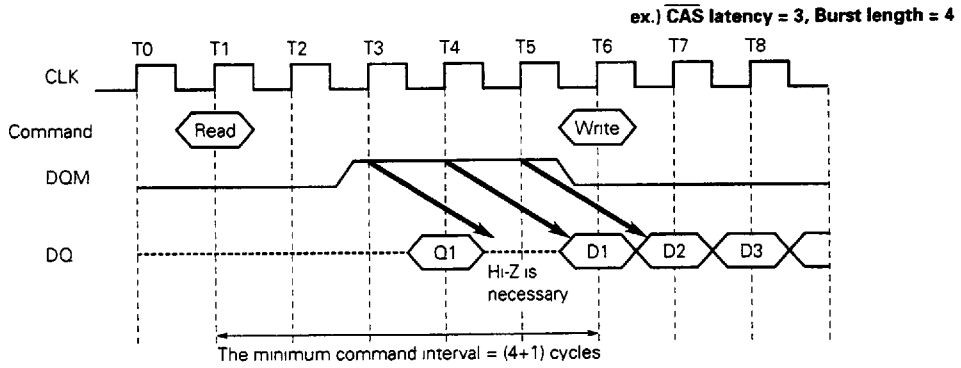 ex.) CAS latency = 3, Burst length = 4
T0 T1 T2 T3 T4 T5 T6 T7 T8
CLK
Command Read Write
DQM
DQ Q1 D1 D2 D3
Hi-Z is
necessary
The minimum command interval = (4+1) cycles